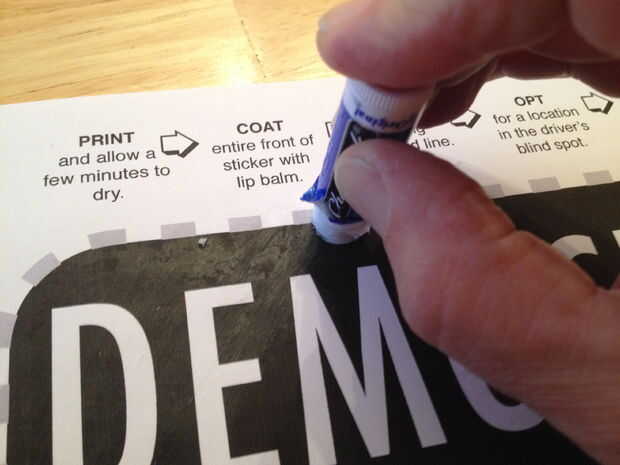 PRINT
and allow a
few minutes to
dry.
COAT
entire front of
sticker with
lip balm.
line.
OPT
for a location
in the driver's
blind spot.
Original
DEM